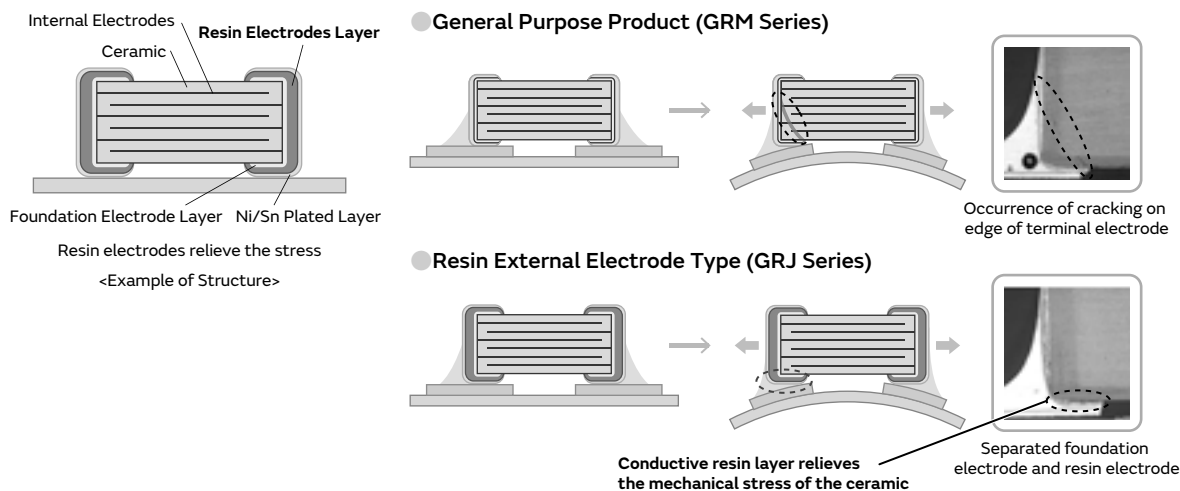 Internal Electrodes
Resin Electrodes Layer
Ceramic
Foundation Electrode Layer
Ni/Sn Plated Layer
Resin electrodes relieve the stress
<Example of Structure>
General Purpose Product (GRM Series)
Occurrence of cracking on
edge of terminal electrode
Resin External Electrode Type (GRJ Series)
Conductive resin layer relieves
the mechanical stress of the ceramic
Separated foundation
electrode and resin electrode